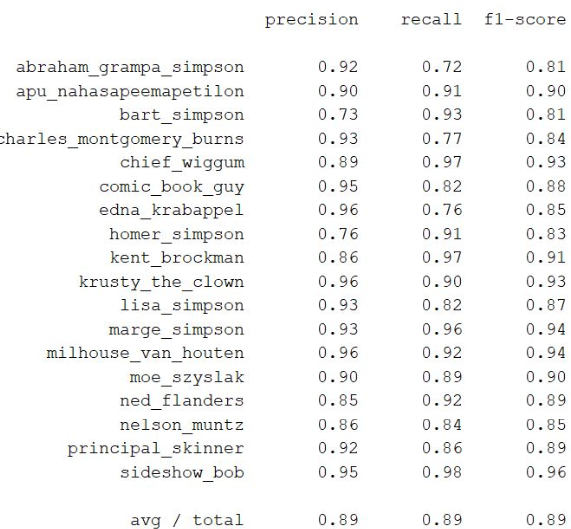 precision recall f1-score
abraham_grampa_simpson 0.92 0.72 0.81
apu_nahasapeemapetilon 0.90 0.91 0.90
bart_simpson 0.73 0.93 0.81
charles_montgomery_burns 0.93 0.77 0.84
chief_wiggum 0.89 0.97 0.93
comic_book_guy 0.95 0.82 0.88
edna_krabappel 0.96 0.76 0.85
homer_simpson 0.76 0.91 0.83
kent_brockman 0.86 0.97 0.91
krusty_the_clown 0.96 0.90 0.93
lisa_simpson 0.93 0.82 0.87
marge_simpson 0.93 0.96 0.94
milhouse_van_houten 0.96 0.92 0.94
moe_szyslak 0.90 0.89 0.90
ned_flanders 0.85 0.92 0.89
nelson_muntz 0.86 0.84 0.85
principal_skinner 0.92 0.86 0.89
sideshow_bob 0.95 0.98 0.96
avg / total 0.89 0.89 0.89